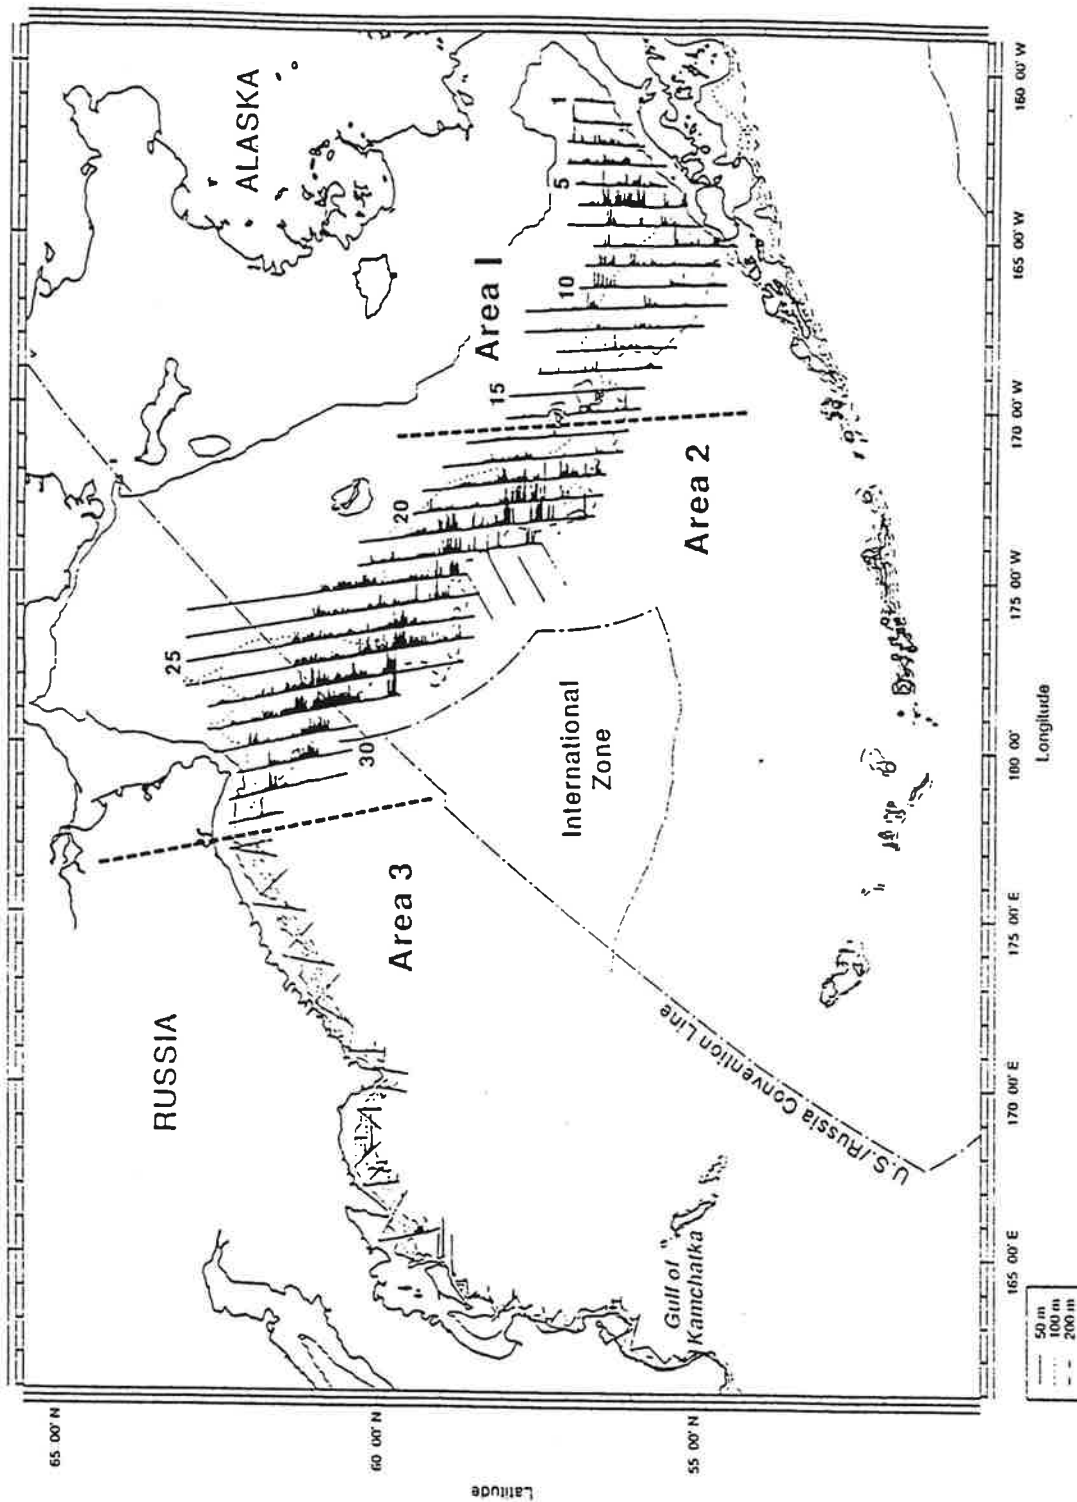 RUSSIA
ALASKA
Area 1
Area 2
Area 3
1
5
10
15
20
25
30
International
Zone
U.S./Russia Convention Line
Gulf of
Kamchatka
Latitude
65 00' N
60 00' N
55 00' N
165 00' E
170 00' E
175 00' E
180 00'
175 00' W
170 00' W
165 00' W
160 00' W
Longitude
50 m
100 m
200 m